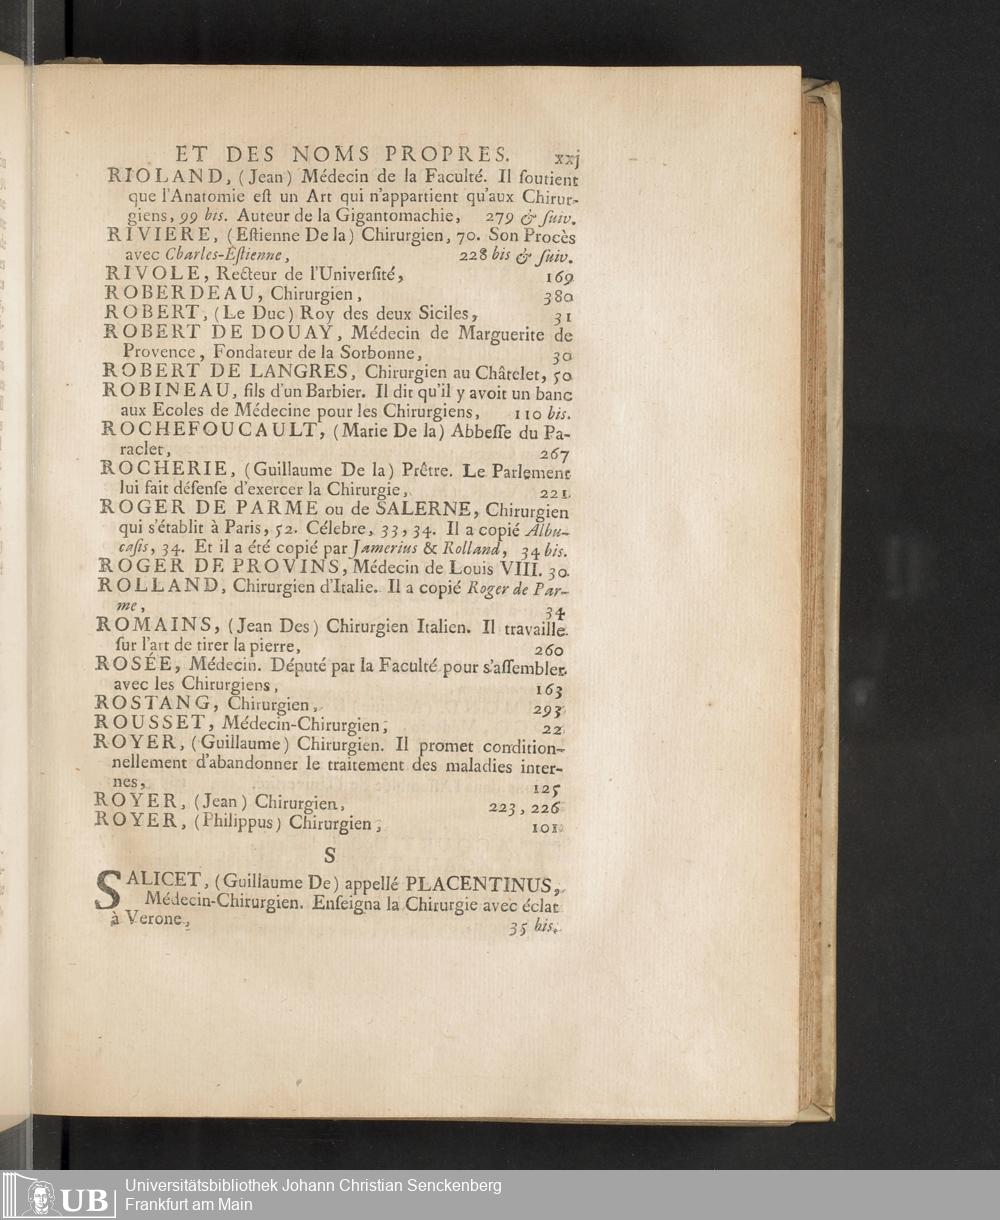 ET DES NOMS PROPRES. xxj
RIOLAND, (Jean) Médecin de la Faculté. Il ſoutient
que l'Anatomie eſt un Art qui n'appartient qu'aux Chirur-
giens, 99 bis. Auteur de la Gigantomachie, 279 & ſuiv.
RIVIERE, (Eſtienne De la) Chirurgien, 70. Son Procès
avec Charles-Eſtienne, 228 bis & ſuiv.
RIVOLE, Recteur de l'Univerſité, 169
ROBERDEAU, Chirurgien, 380
ROBERT, (Le Duc) Roy des deux Siciles, 31
ROBERT DE DOUAY, Médecin de Marguerite de
Provence, Fondateur de la Sorbonne, 30
ROBERT DE LANGRES, Chirurgien au Châtelet, 50
ROBINEAU, fils d'un Barbier. Il dit qu'il y avoit un banc
aux Ecoles de Médecine pour les Chirurgiens, 110 bis.
ROCHEFOUCAULT, (Marie De la) Abbeſſe du Pa-
raclet, 267
ROCHERIE, (Guillaume De la) Prêtre. Le Parlement
lui fait défenſe d'exercer la Chirurgie, 221
ROGER DE PARME ou de SALERNE, Chirurgien
qui s'établit à Paris, 52. Célebre, 33, 34. Il a copié Albu-
caſis, 34. Et il a été copié par Jamerius & Rolland, 34 bis.
ROGER DE PROVINS, Médecin de Louis VIII. 30
ROLLAND, Chirurgien d'Italie. Il a copié Roger de Par-
me, 34
ROMAINS, (Jean Des) Chirurgien Italien. Il travaille
ſur l'art de tirer la pierre, 260
ROSÉE, Médecin. Député par la Faculté pour s'aſſembler
avec les Chirurgiens, 163
ROSTANG, Chirurgien, 293
ROUSSET, Médecin-Chirurgien, 22
ROYER, (Guillaume) Chirurgien. Il promet condition-
nellement d'abandonner le traitement des maladies inter-
nes, 125
ROYER, (Jean) Chirurgien, 223, 226
ROYER, (Philippus) Chirurgien, 101
S
SALICET, (Guillaume De) appellé PLACENTINUS,
Médecin-Chirurgien. Enſeigna la Chirurgie avec éclat
à Verone, 35 bis.
UB
Universitätsbibliothek Johann Christian Senckenberg
Frankfurt am Main